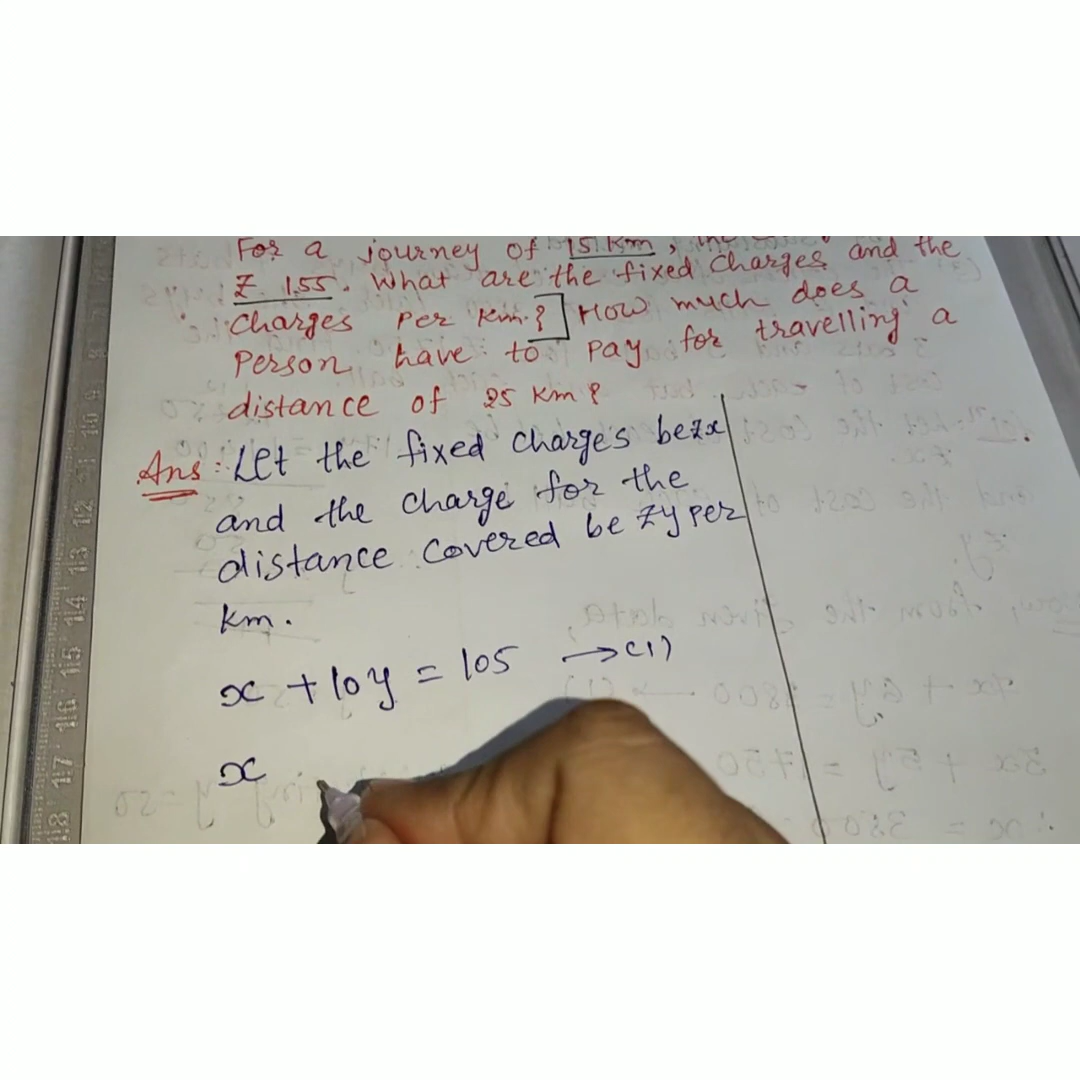 For a journey of 15 km, the
₹ 155. What are the fixed charges and the
charges per km.? ] How much does a
person have to pay for travelling a
distance of 25 km?
Ans: Let the fixed charges be ₹x
and the charge for the
distance covered be ₹y per
km.
x + 10y = 105 → (1)
x